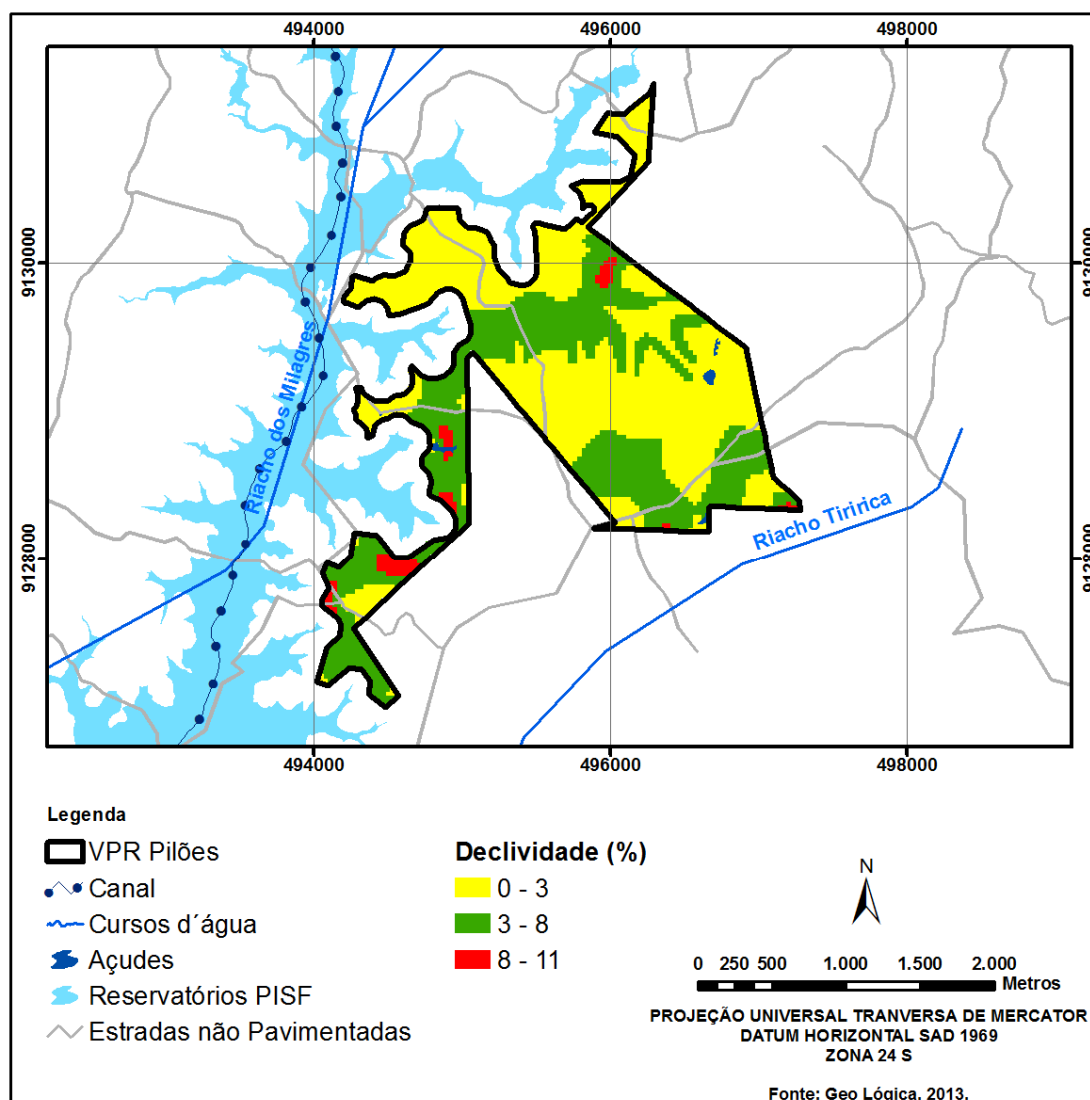 494000 496000 498000
9130000 9130000
Riacho dos Milagres
Riacho Tiririca
9128000 9128000
494000 496000 498000
Legenda
VPR Pilões
Canal
Cursos d´água
Açudes
Reservatórios PISF
Estradas não Pavimentadas
Declividade (%)
0 - 3
3 - 8
8 - 11
N
0 250 500 1.000 1.500 2.000
Metros
PROJEÇÃO UNIVERSAL TRANVERSA DE MERCATOR
DATUM HORIZONTAL SAD 1969
ZONA 24 S
Fonte: Geo Lógica, 2013.